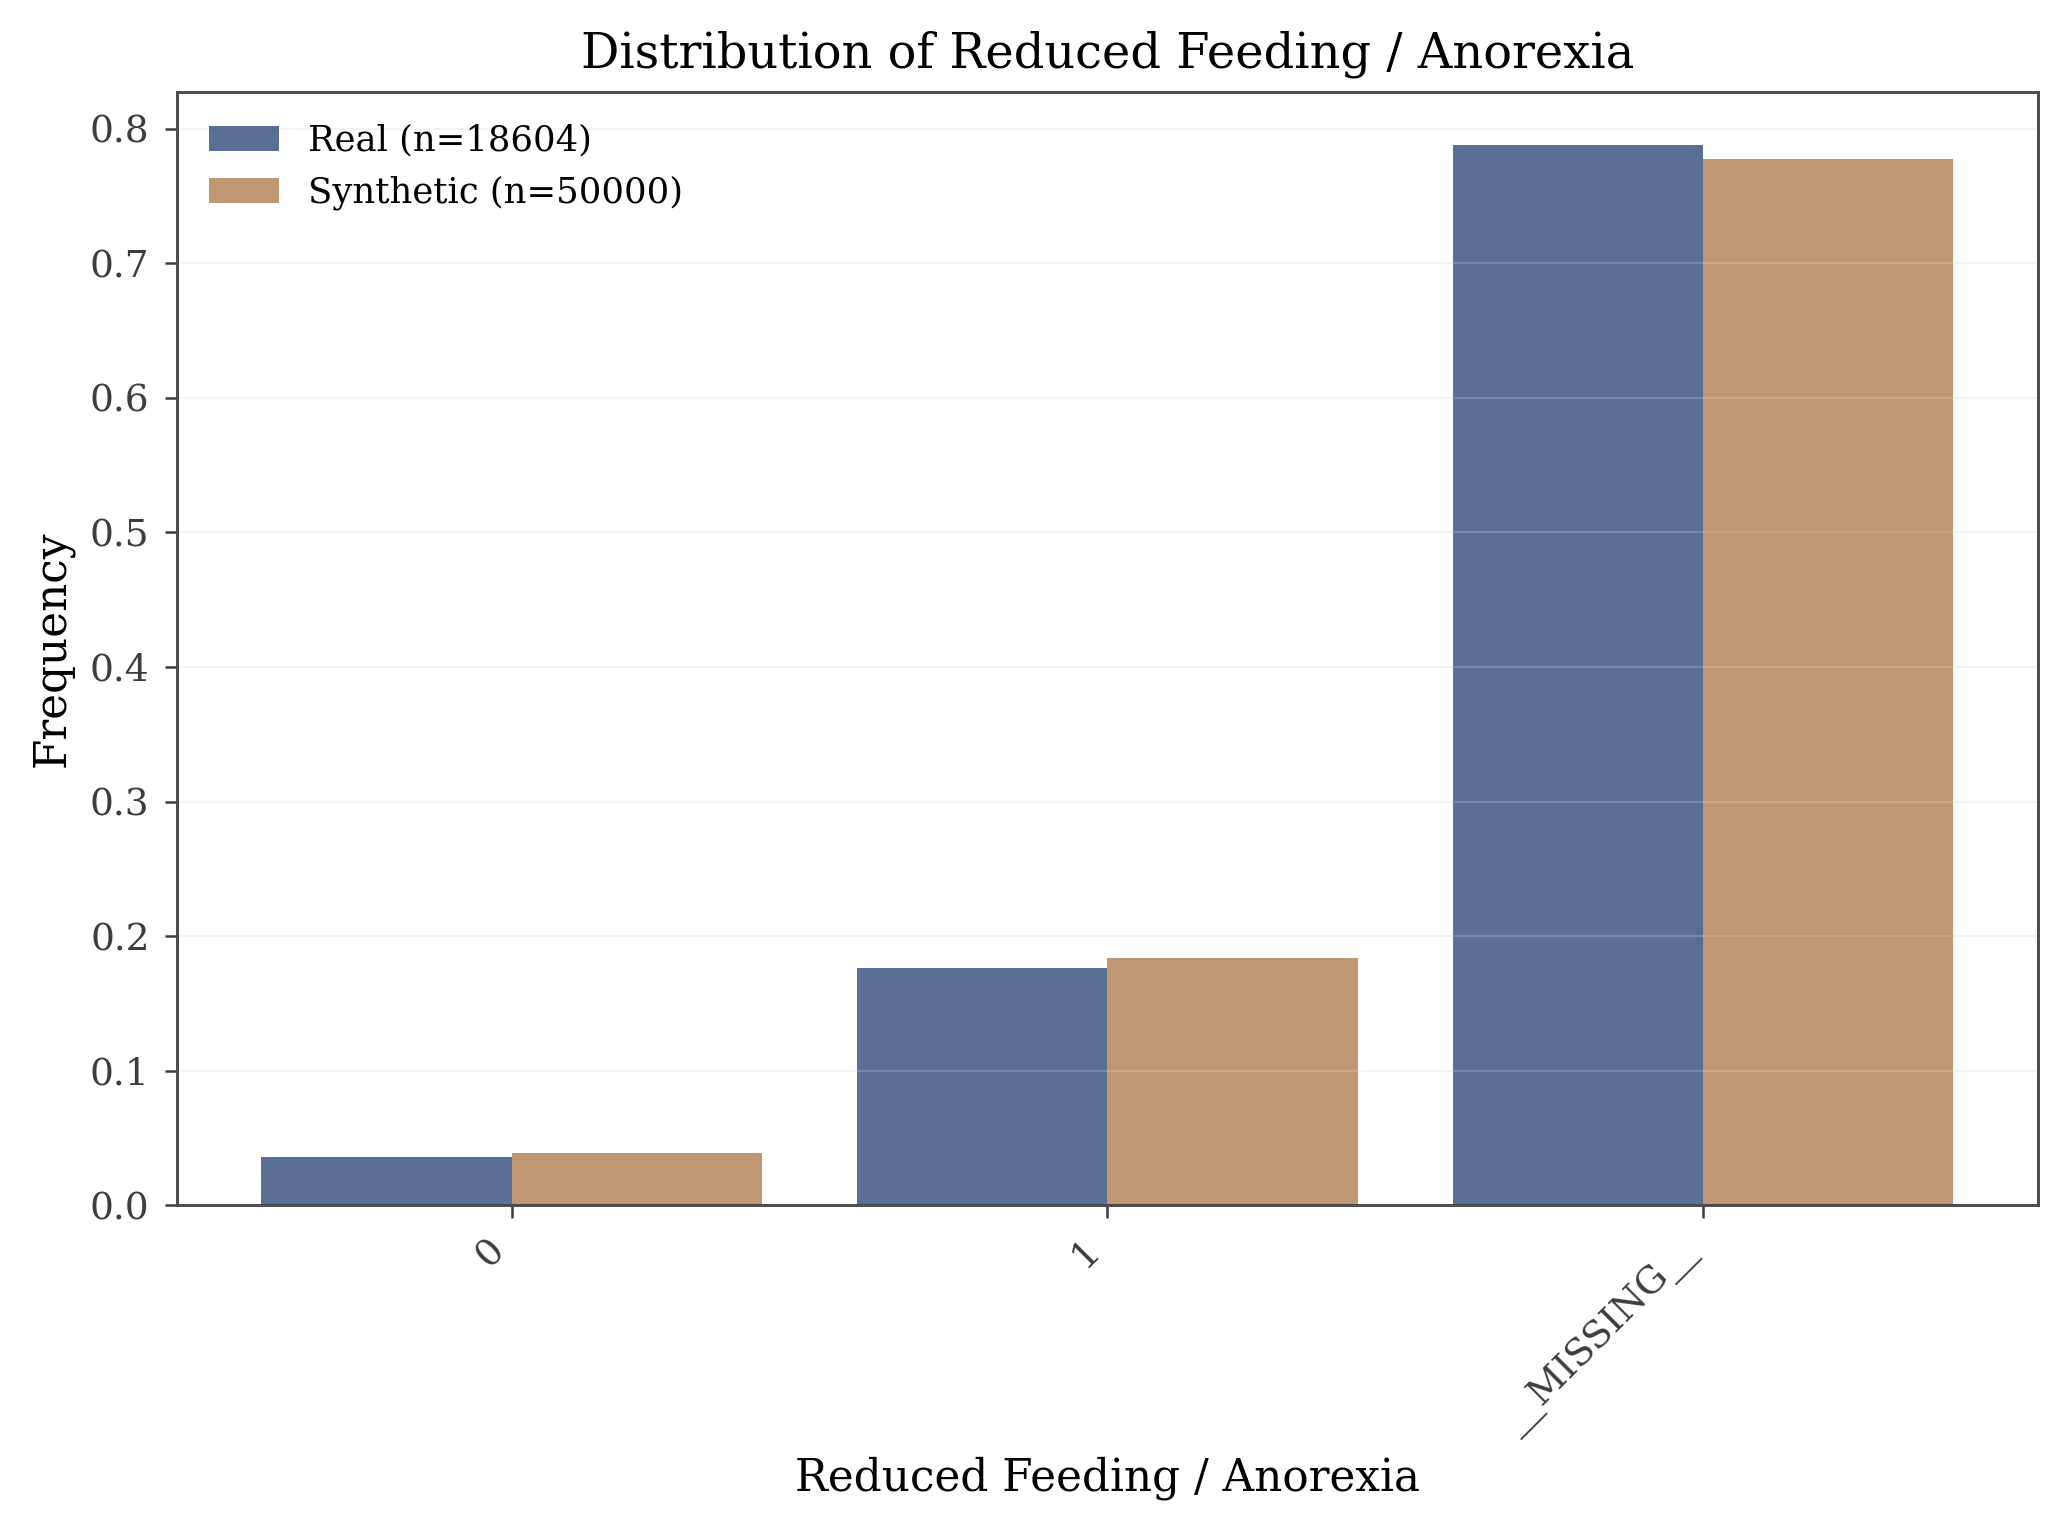 Distribution of Reduced Feeding / Anorexia
Real (n=18604)
Synthetic (n=50000)
Frequency
0.8
0.7
0.6
0.5
0.4
0.3
0.2
0.1
0.0
0
1
__MISSING__
Reduced Feeding / Anorexia